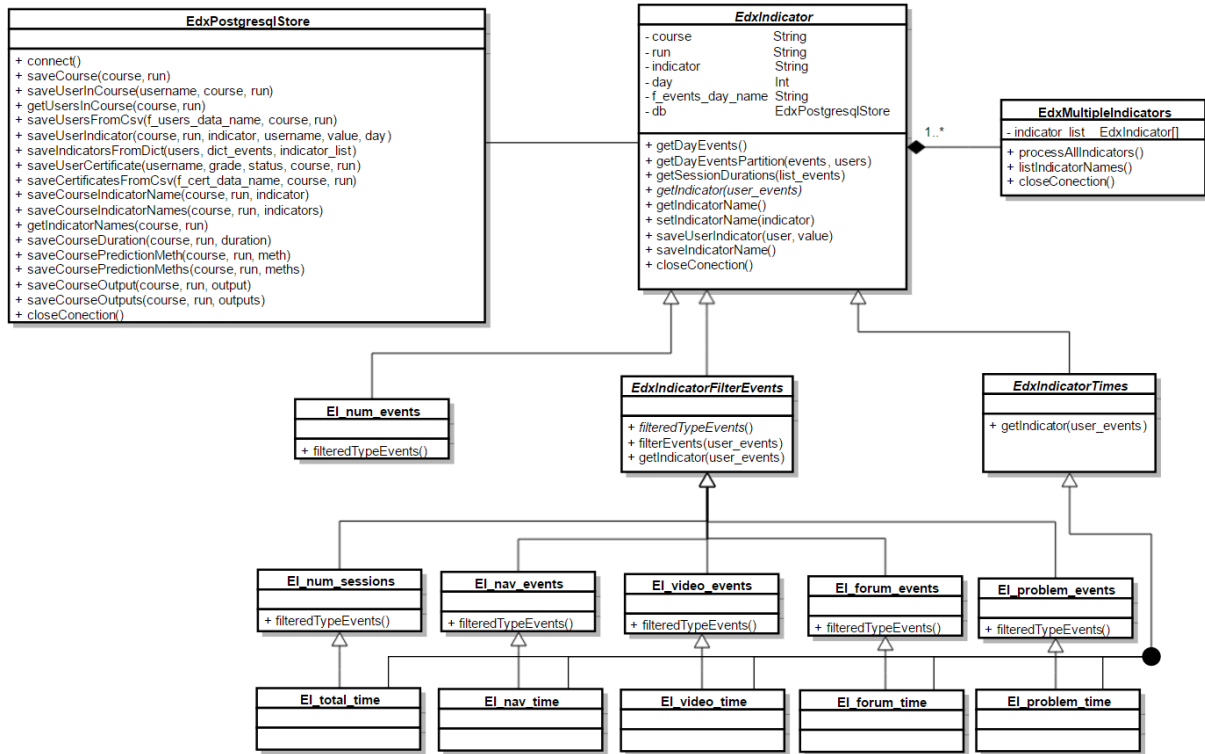 EdxPostgresqlStore
+ connect()
+ saveCourse(course, run)
+ saveUserInCourse(username, course, run)
+ getUsersInCourse(course, run)
+ saveUsersFromCsv(f_users_data_name, course, run)
+ saveUserIndicator(course, run, indicator, username, value, day)
+ saveIndicatorsFromDict(users, dict_events, indicator_list)
+ saveUserCertificate(username, grade, status, course, run)
+ saveCertificatesFromCsv(f_cert_data_name, course, run)
+ saveCourseIndicatorName(course, run, indicator)
+ saveCourseIndicatorNames(course, run, indicators)
+ getIndicatorNames(course, run)
+ saveCourseDuration(course, run, duration)
+ saveCoursePredictionMeth(course, run, meth)
+ saveCoursePredictionMeths(course, run, meths)
+ saveCourseOutput(course, run, output)
+ saveCourseOutputs(course, run, outputs)
+ closeConection()
EdxIndicator
- course String
- run String
- indicator String
- day Int
- f_events_day_name String
- db EdxPostgresqlStore
+ getDayEvents()
+ getDayEventsPartition(events, users)
+ getSessionDurations(list_events)
+ getIndicator(user_events)
+ getIndicatorName()
+ setIndicatorName(indicator)
+ saveUserIndicator(user, value)
+ saveIndicatorName()
+ closeConection()
1..*
EdxMultipleIndicators
- indicator_list EdxIndicator[]
+ processAllIndicators()
+ listIndicatorNames()
+ closeConection()
EI_num_events
+ filteredTypeEvents()
EdxIndicatorFilterEvents
+ filteredTypeEvents()
+ filterEvents(user_events)
+ getIndicator(user_events)
EdxIndicatorTimes
+ getIndicator(user_events)
EI_num_sessions
+ filteredTypeEvents()
EI_nav_events
+ filteredTypeEvents()
EI_video_events
+ filteredTypeEvents()
EI_forum_events
+ filteredTypeEvents()
EI_problem_events
+ filteredTypeEvents()
EI_total_time
EI_nav_time
EI_video_time
EI_forum_time
EI_problem_time